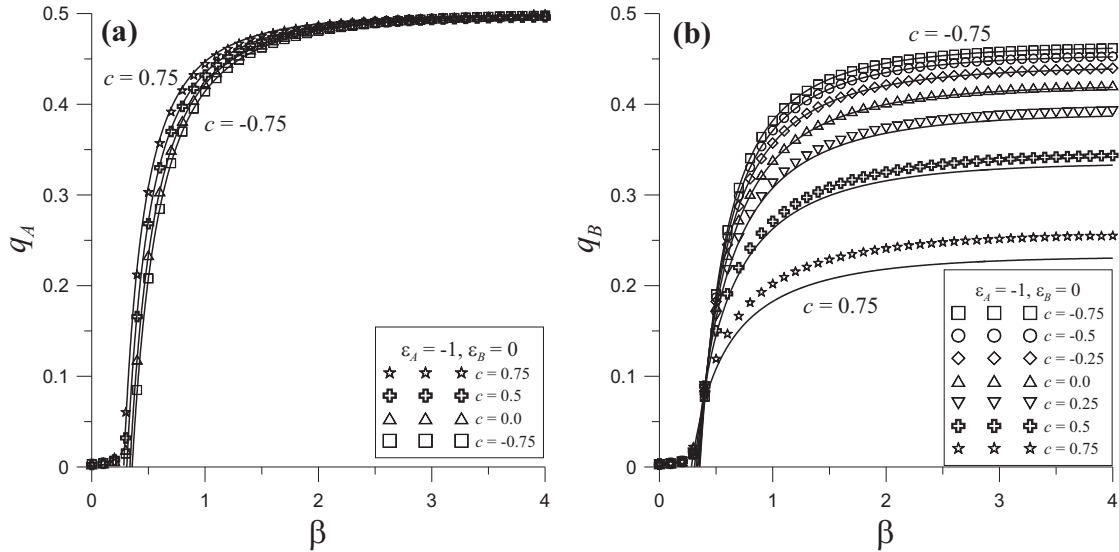 (a)
0.5
0.4
0.3
0.2
0.1
0
q_A
c = 0.75
c = -0.75
ε_A = -1, ε_B = 0
c = 0.75
c = 0.5
c = 0.0
c = -0.75
0 1 2 3 4
β
(b)
0.5
0.4
0.3
0.2
0.1
0
q_B
c = -0.75
c = 0.75
ε_A = -1, ε_B = 0
c = -0.75
c = -0.5
c = -0.25
c = 0.0
c = 0.25
c = 0.5
c = 0.75
0 1 2 3 4
β